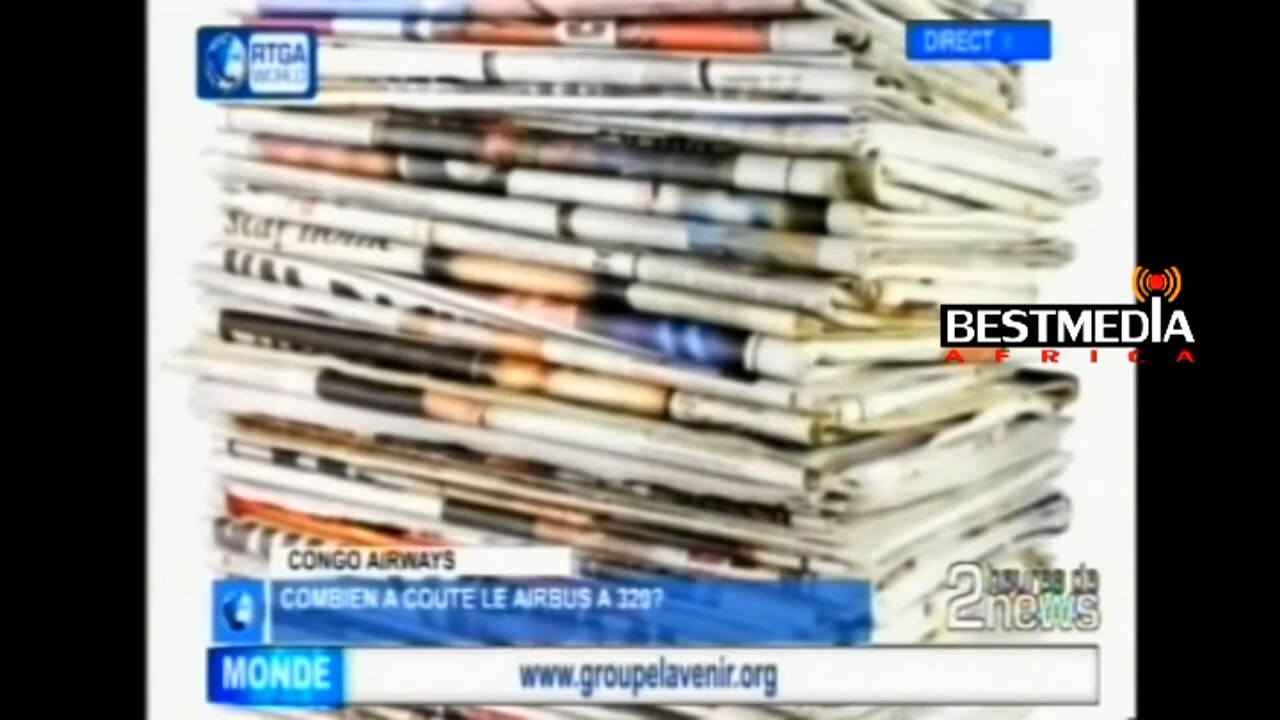 RTGA
WORLD
DIRECT
BESTMEDIA
AFRICA
CONGO AIRWAYS
COMBIEN A COUTE LE AIRBUS A 320?
2 heures de
news
MONDE
www.groupelavenir.org